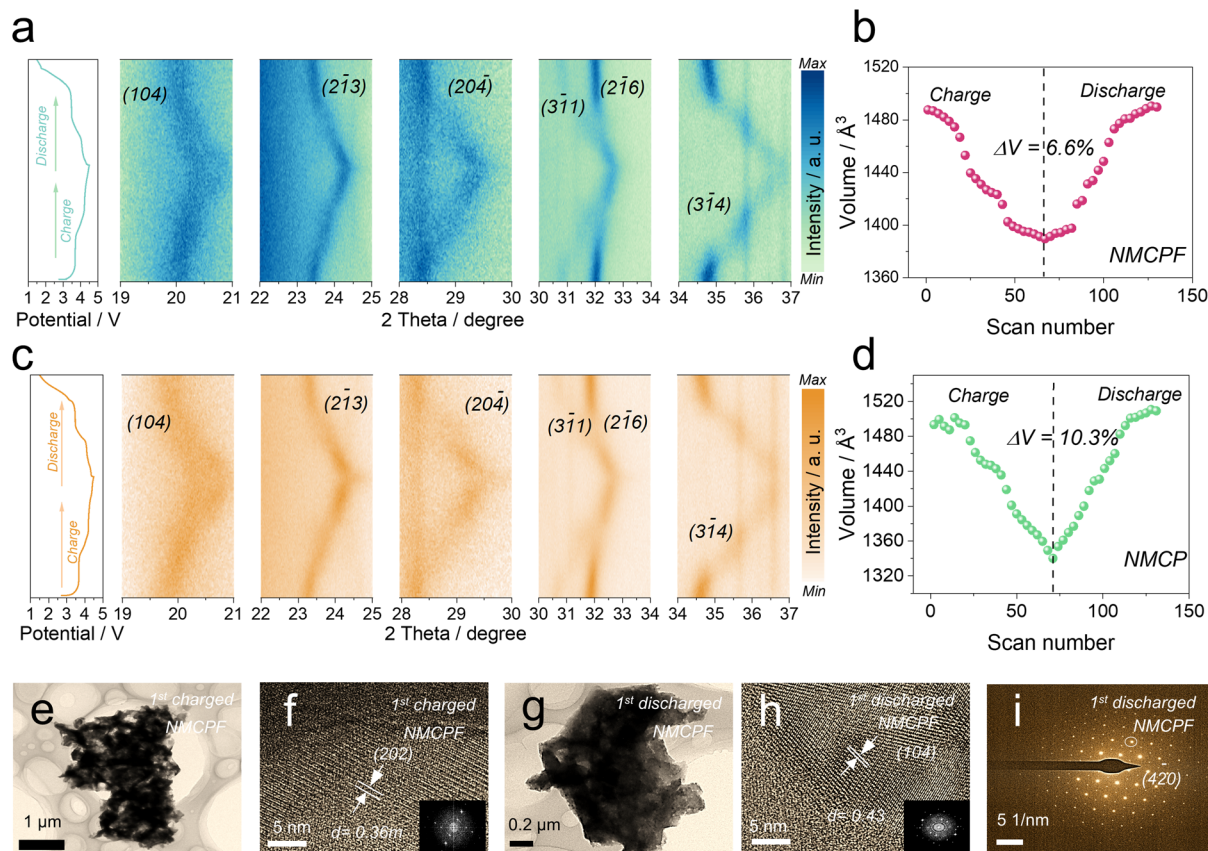 a
Discharge
Charge
1 2 3 4 5
Potential / V
(104)
(21̄3)
(204̄)
(31̄1)
(21̄6)
(31̄4)
19 20 21
22 23 24 25
28 29 30
30 31 32 33 34
34 35 36 37
2 Theta / degree
Max
Intensity / a. u.
Min
b
1520
1480
1440
1400
1360
Volume / Å³
Charge
Discharge
ΔV = 6.6%
NMCPF
0 50 100 150
Scan number
c
Discharge
Charge
1 2 3 4 5
Potential / V
(104)
(21̄3)
(204̄)
(31̄1)
(21̄6)
(31̄4)
19 20 21
22 23 24 25
28 29 30
30 31 32 33 34
34 35 36 37
2 Theta / degree
Max
Intensity / a. u.
Min
d
1520
1480
1440
1400
1360
1320
Volume / Å³
Charge
Discharge
ΔV = 10.3%
NMCP
0 50 100 150
Scan number
e
1st charged
NMCPF
1 μm
f
1st charged
NMCPF
(202)
d= 0.36m
5 nm
g
1st discharged
NMCPF
0.2 μm
h
1st discharged
NMCPF
(104)
d= 0.43
5 nm
i
1st discharged
NMCPF
(42̄0)
5 1/nm